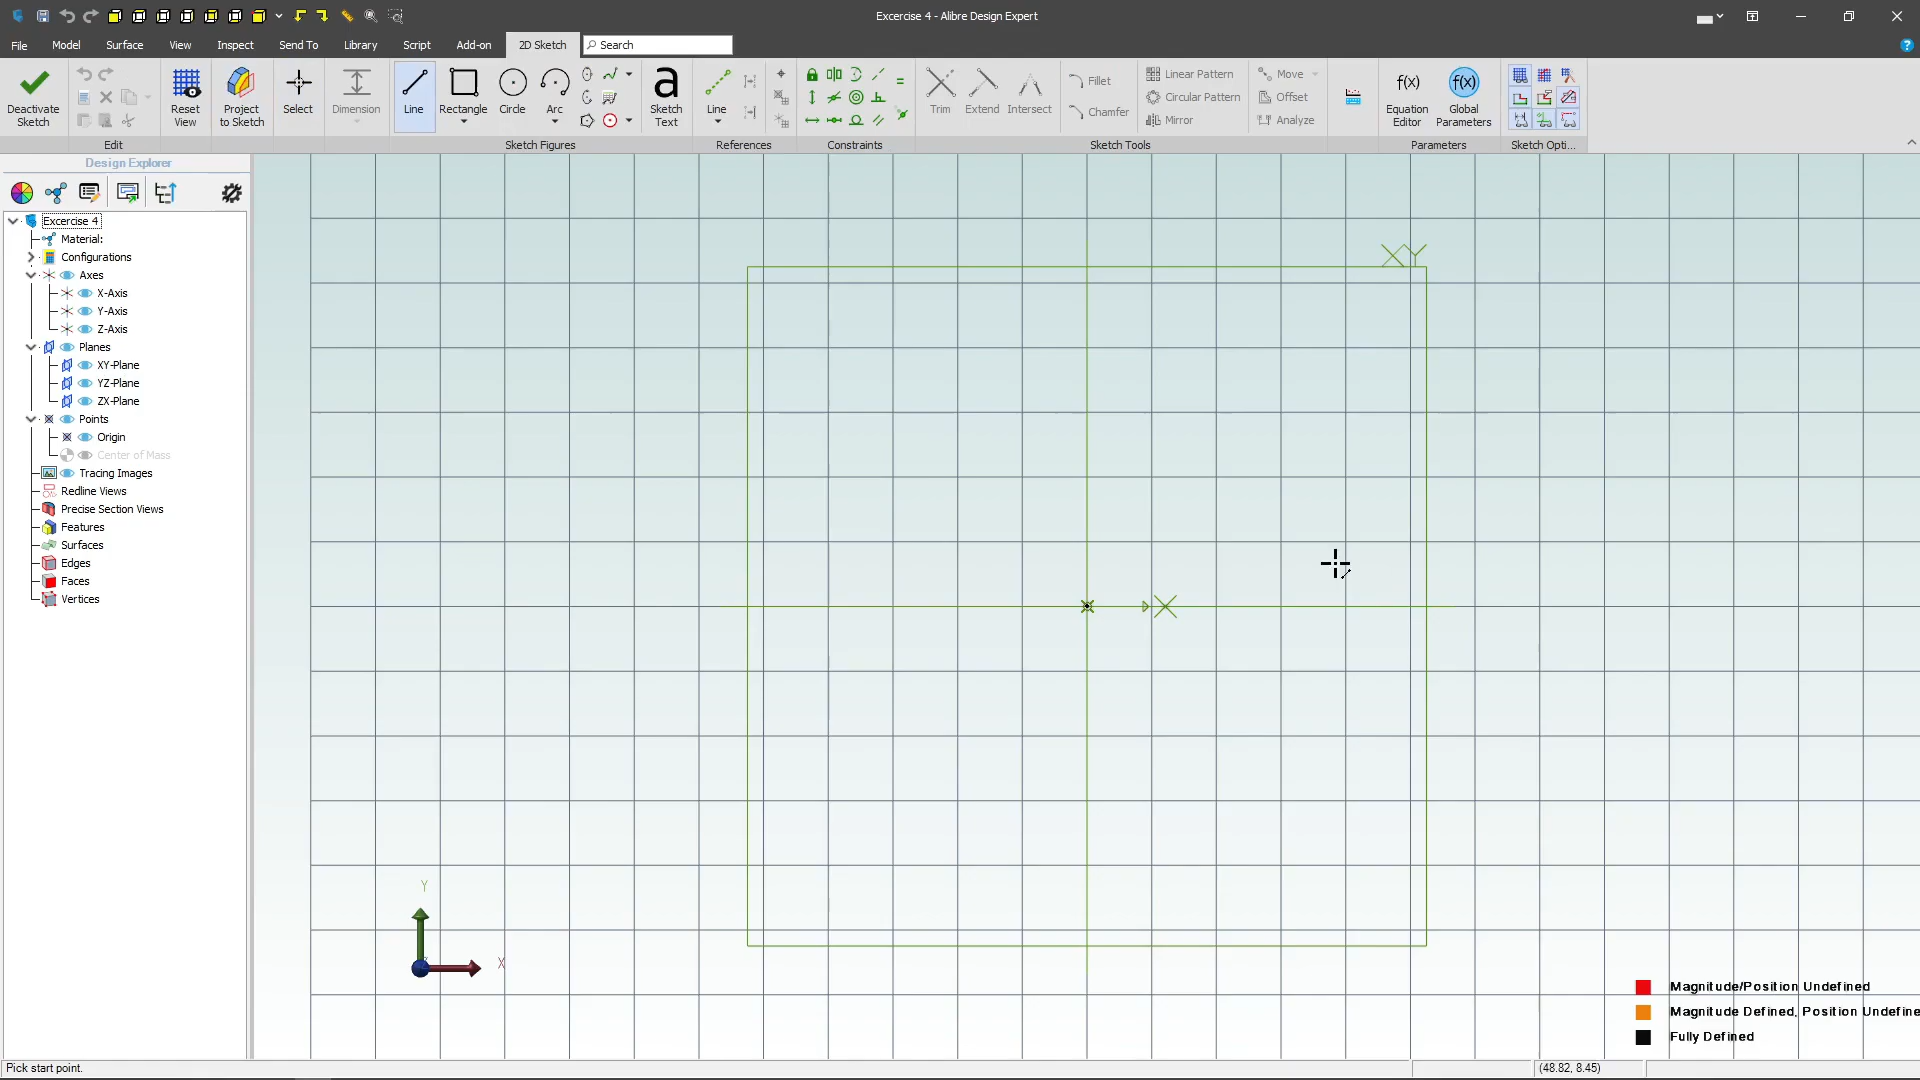 Excercise 4 - Alibre Design Expert
File
Model
Surface
View
Inspect
Send To
Library
Script
Add-on
2D Sketch
Search
Deactivate
Sketch
Reset
View
Project
to Sketch
Select
Dimension
Line
Rectangle
Circle
Arc
a
Sketch
Text
Line
Trim
Extend
Intersect
Fillet
Chamfer
Linear Pattern
Circular Pattern
Mirror
Move
Offset
Analyze
f(x)
Equation
Editor
f(x)
Global
Parameters
Edit
Sketch Figures
References
Constraints
Sketch Tools
Parameters
Sketch Opti...
Design Explorer
Excercise 4
Material:
Configurations
Axes
X-Axis
Y-Axis
Z-Axis
Planes
XY-Plane
YZ-Plane
ZX-Plane
Points
Origin
Center of Mass
Tracing Images
Redline Views
Precise Section Views
Features
Surfaces
Edges
Faces
Vertices
XY
X
Y
X
Magnitude/Position Undefined
Magnitude Defined, Position Undefine
Fully Defined
Pick start point.
(48.82, 8.45)